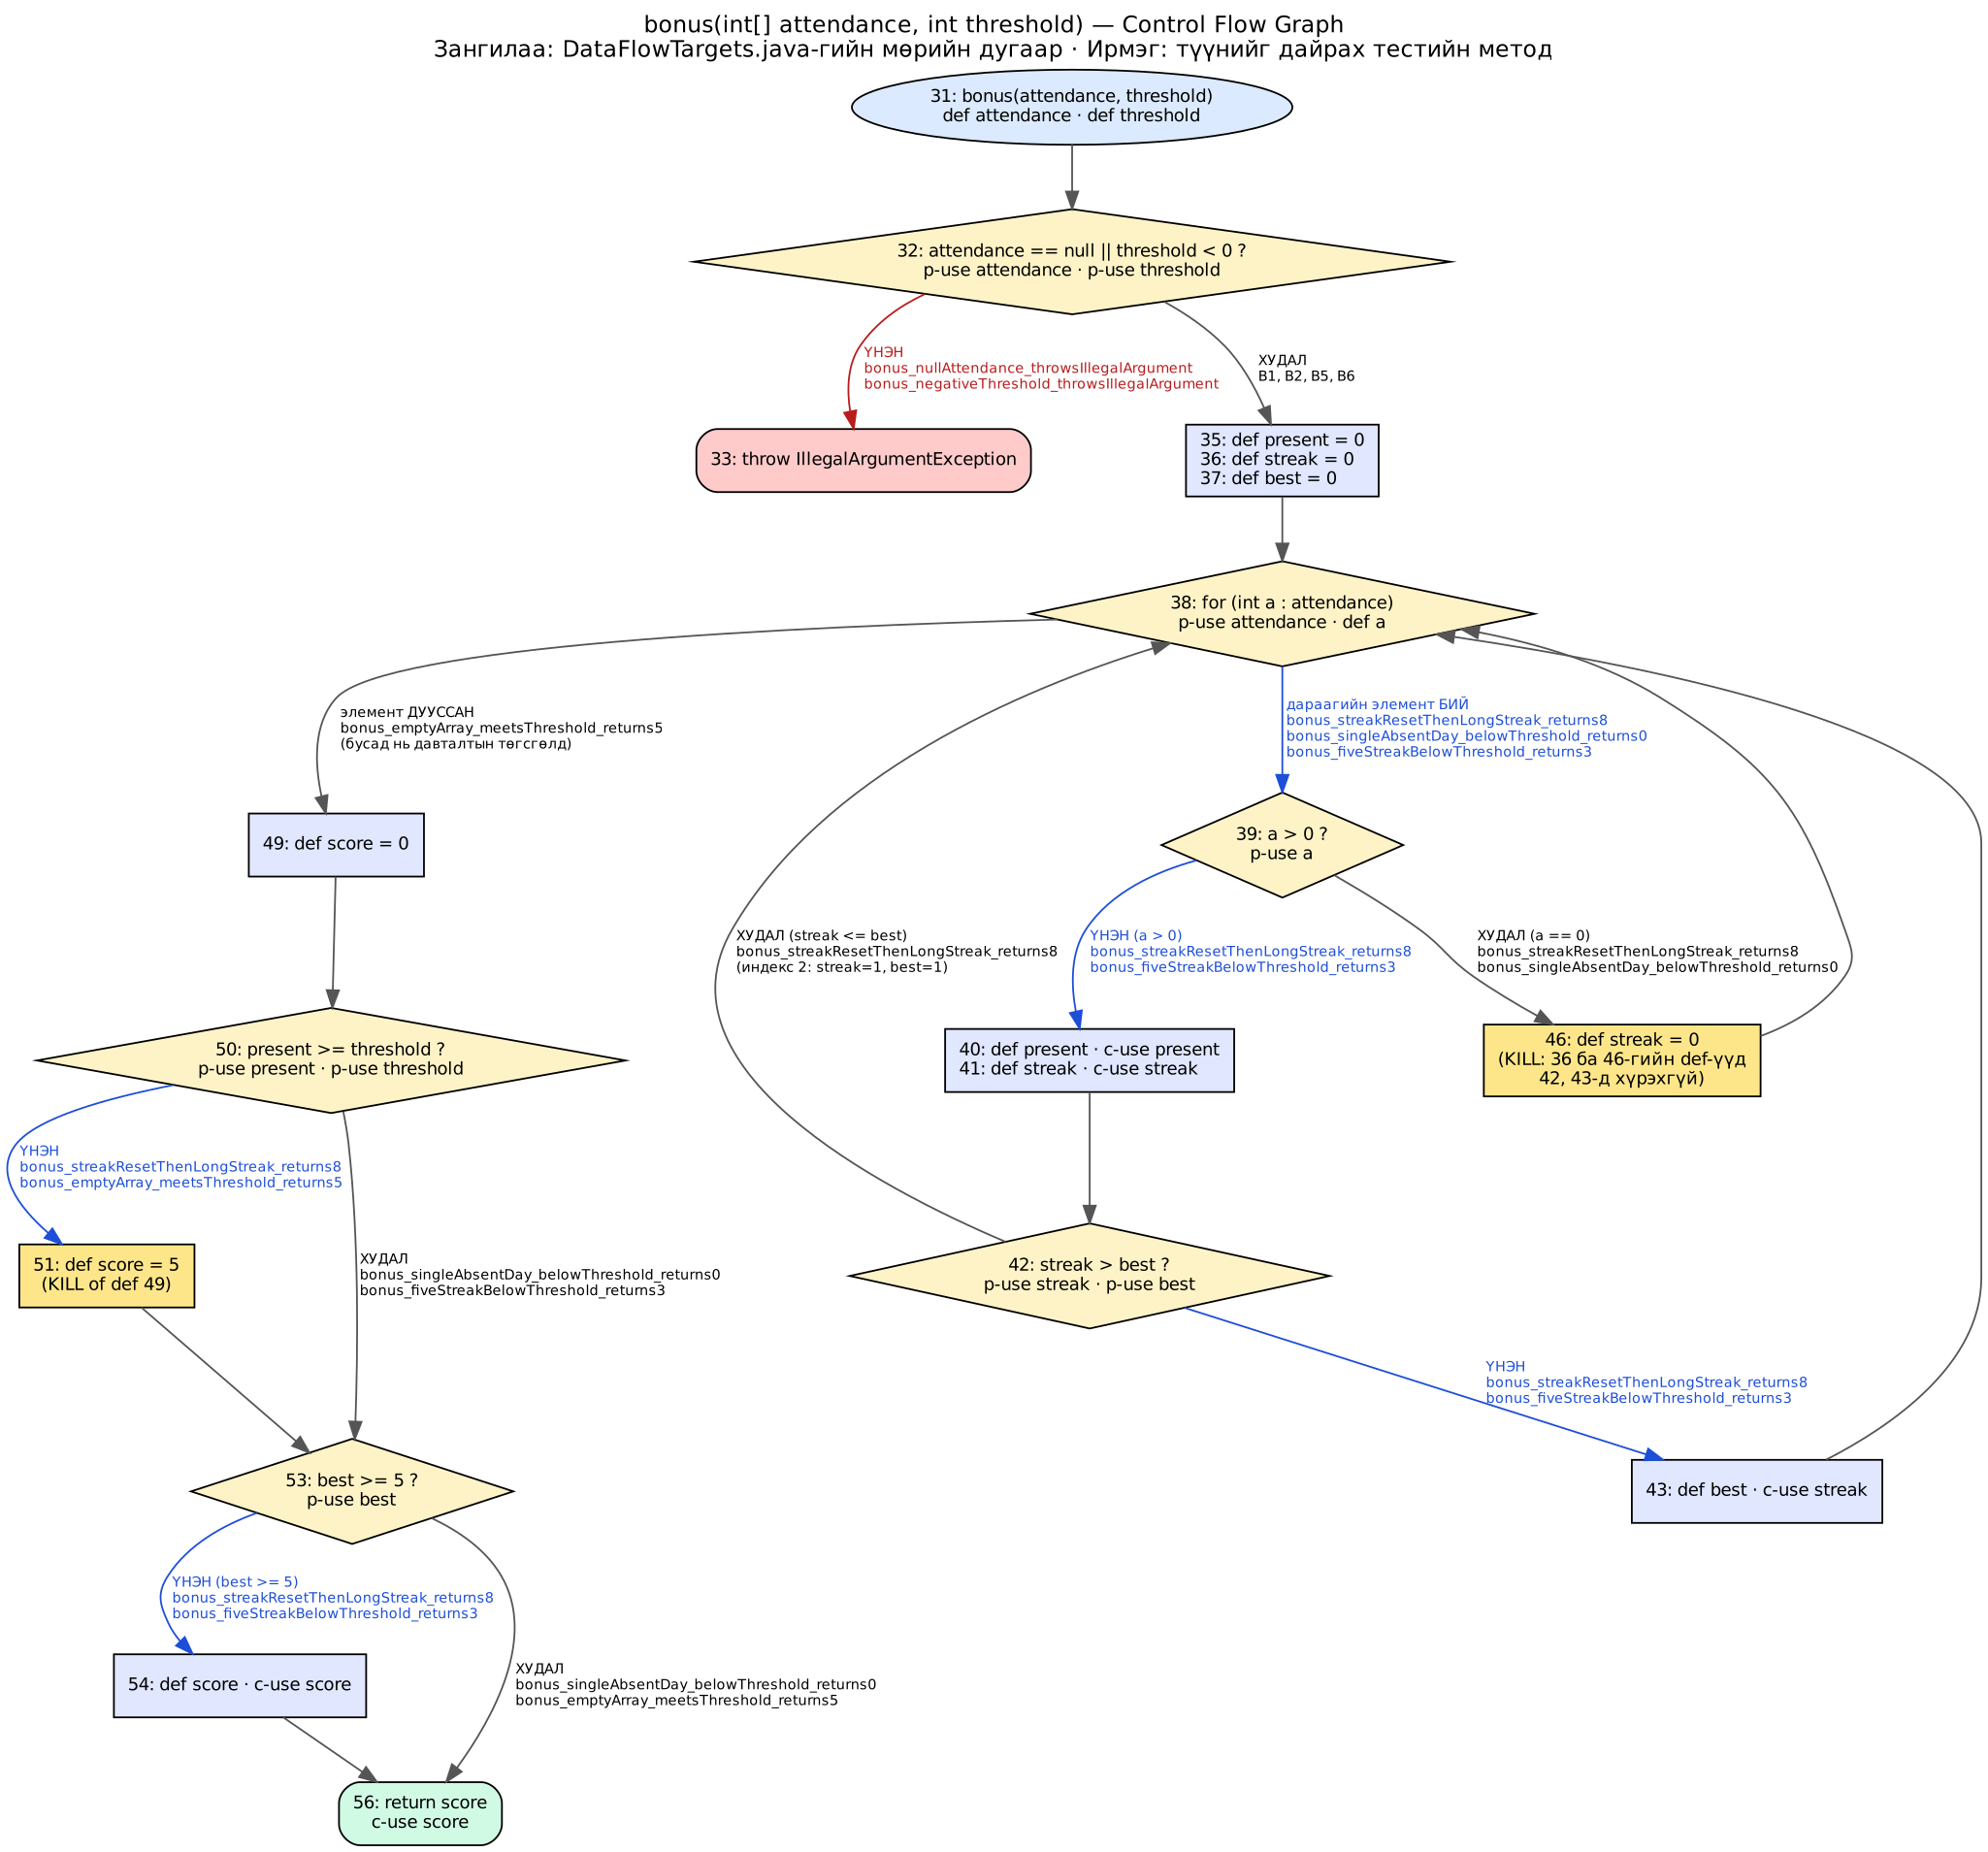 bonus(int[] attendance, int threshold) — Control Flow Graph
Зангилаа: DataFlowTargets.java-гийн мөрийн дугаар · Ирмэг: түүнийг дайрах тестийн метод
31: bonus(attendance, threshold)
def attendance · def threshold
32: attendance == null || threshold < 0 ?
p-use attendance · p-use threshold
ҮНЭН
bonus_nullAttendance_throwsIllegalArgument
bonus_negativeThreshold_throwsIllegalArgument
ХУДАЛ
B1, B2, B5, B6
33: throw IllegalArgumentException
35: def present = 0
36: def streak = 0
37: def best = 0
38: for (int a : attendance)
p-use attendance · def a
элемент ДУУССАН
bonus_emptyArray_meetsThreshold_returns5
(бусад нь давталтын төгсгөлд)
дараагийн элемент БИЙ
bonus_streakResetThenLongStreak_returns8
bonus_singleAbsentDay_belowThreshold_returns0
bonus_fiveStreakBelowThreshold_returns3
49: def score = 0
39: a > 0 ?
p-use a
ХУДАЛ (streak <= best)
bonus_streakResetThenLongStreak_returns8
(индекс 2: streak=1, best=1)
ҮНЭН (a > 0)
bonus_streakResetThenLongStreak_returns8
bonus_fiveStreakBelowThreshold_returns3
ХУДАЛ (a == 0)
bonus_streakResetThenLongStreak_returns8
bonus_singleAbsentDay_belowThreshold_returns0
50: present >= threshold ?
p-use present · p-use threshold
40: def present · c-use present
41: def streak · c-use streak
46: def streak = 0
(KILL: 36 ба 46-гийн def-үүд
42, 43-д хүрэхгүй)
ҮНЭН
bonus_streakResetThenLongStreak_returns8
bonus_emptyArray_meetsThreshold_returns5
51: def score = 5
(KILL of def 49)
ХУДАЛ
bonus_singleAbsentDay_belowThreshold_returns0
bonus_fiveStreakBelowThreshold_returns3
42: streak > best ?
p-use streak · p-use best
ҮНЭН
bonus_streakResetThenLongStreak_returns8
bonus_fiveStreakBelowThreshold_returns3
53: best >= 5 ?
p-use best
43: def best · c-use streak
ҮНЭН (best >= 5)
bonus_streakResetThenLongStreak_returns8
bonus_fiveStreakBelowThreshold_returns3
54: def score · c-use score
ХУДАЛ
bonus_singleAbsentDay_belowThreshold_returns0
bonus_emptyArray_meetsThreshold_returns5
56: return score
c-use score